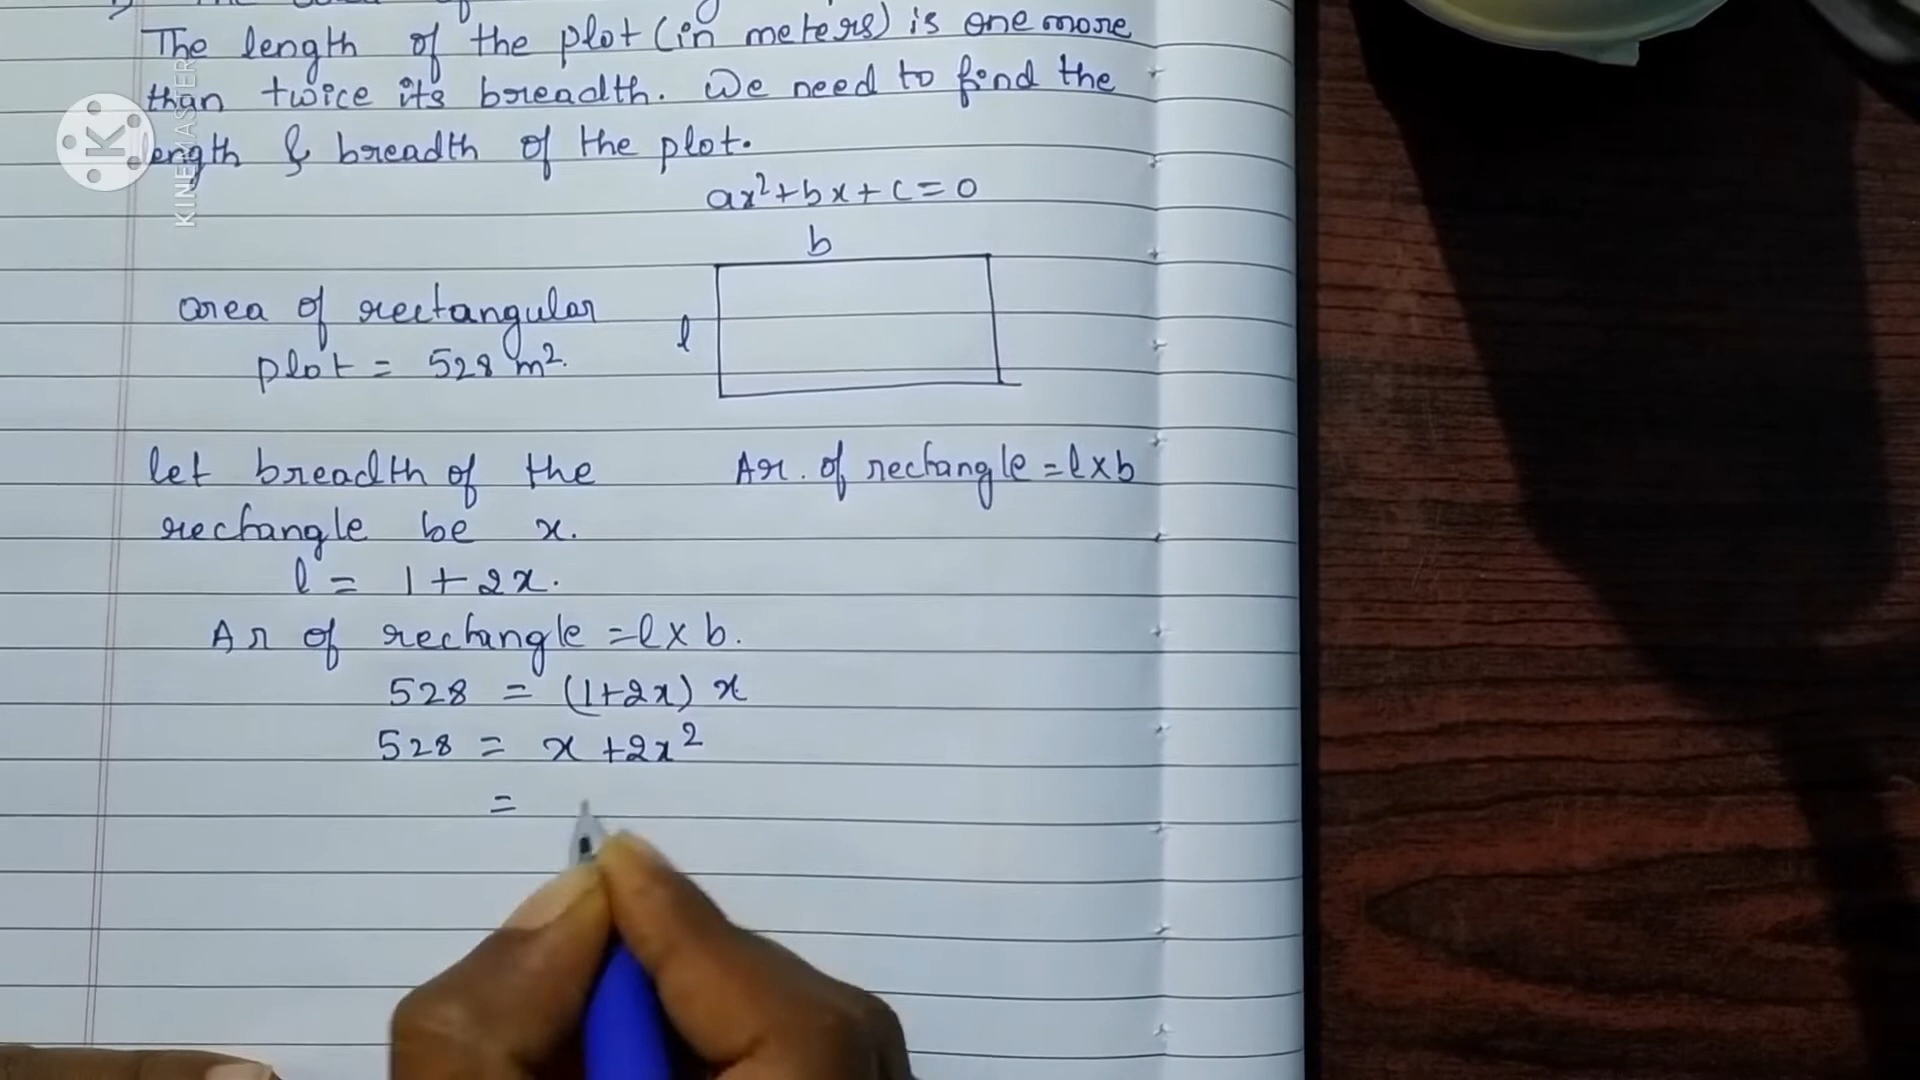 The length of the plot (in meters) is one more
than twice its breadth. We need to find the
length & breadth of the plot.
ax²+bx+c=0
b
area of rectangular
plot = 528 m².
l
let breadth of the
rectangle be x.
Ar. of rectangle = l×b
l = 1+2x.
Ar of rectangle = l×b.
528 = (1+2x) x
528 = x +2x²
=
KINEMASTER